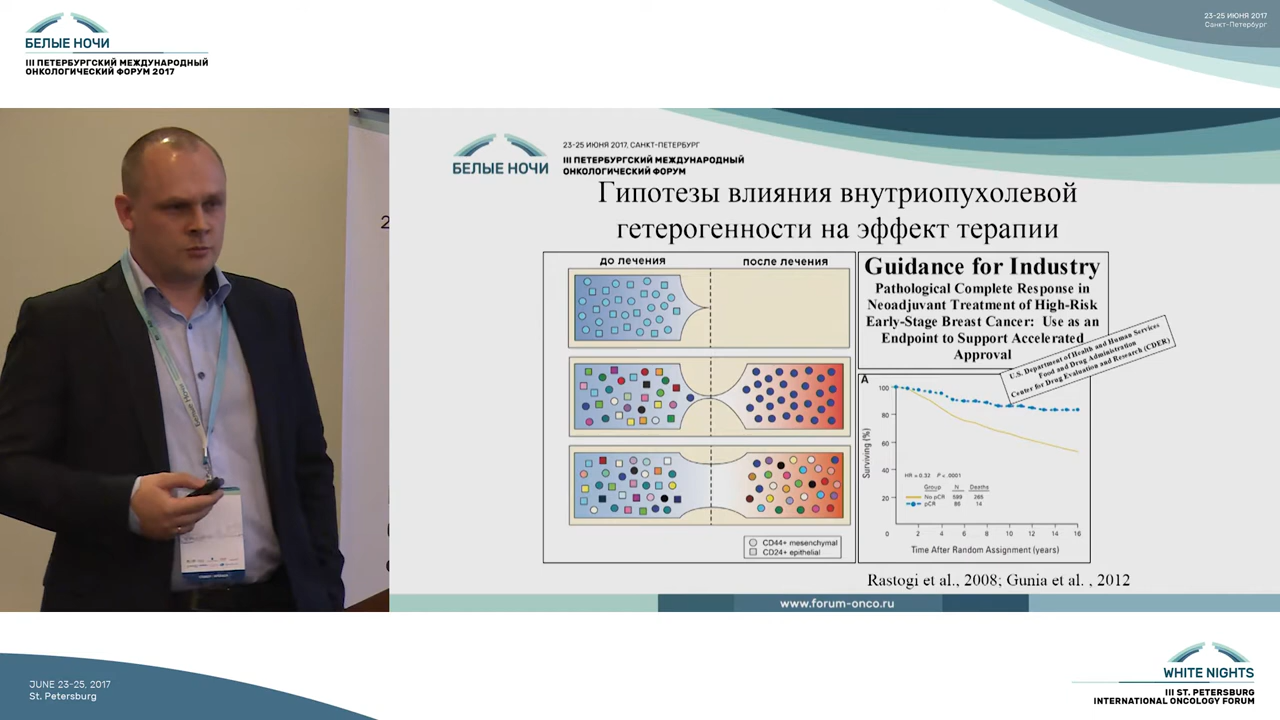 БЕЛЫЕ НОЧИ
III ПЕТЕРБУРГСКИЙ МЕЖДУНАРОДНЫЙ
ОНКОЛОГИЧЕСКИЙ ФОРУМ 2017
23-25 ИЮНЯ 2017
Санкт-Петербург
2
БЕЛЫЕ НОЧИ
23-25 ИЮНЯ 2017, САНКТ-ПЕТЕРБУРГ
III ПЕТЕРБУРГСКИЙ МЕЖДУНАРОДНЫЙ
ОНКОЛОГИЧЕСКИЙ ФОРУМ
Гипотезы влияния внутриопухолевой
гетерогенности на эффект терапии
до лечения
после лечения
CD44+ mesenchymal
CD24+ epithelial
Guidance for Industry
Pathological Complete Response in
Neoadjuvant Treatment of High-Risk
Early-Stage Breast Cancer: Use as an
Endpoint to Support Accelerated
Approval
U.S. Department of Health and Human Services
Food and Drug Administration
Center for Drug Evaluation and Research (CDER)
A
Surviving (%)
100
80
60
40
20
HR = 0.32 P < .0001
Group N Deaths
No pCR 599 265
pCR 86 14
0 2 4 6 8 10 12 14 16
Time After Random Assignment (years)
Rastogi et al., 2008; Gunia et al. , 2012
www.forum-onco.ru
JUNE 23-25, 2017
St. Petersburg
WHITE NIGHTS
III ST. PETERSBURG
INTERNATIONAL ONCOLOGY FORUM